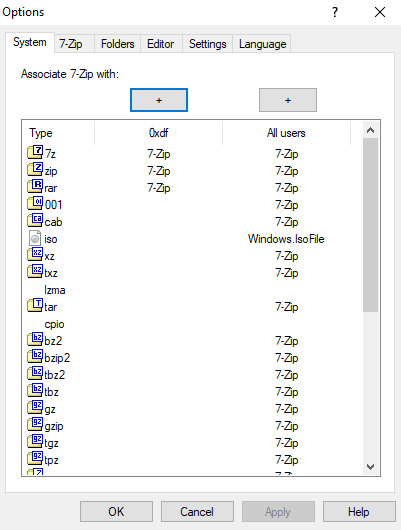 Options
System 7-Zip Folders Editor Settings Language
Associate 7-Zip with:
+ +
Type 0xdf All users
7z 7-Zip 7-Zip
zip 7-Zip 7-Zip
rar 7-Zip 7-Zip
001 7-Zip
cab 7-Zip
iso Windows.IsoFile
xz 7-Zip
txz 7-Zip
lzma
tar 7-Zip
cpio
bz2 7-Zip
bzip2 7-Zip
tbz2 7-Zip
tbz 7-Zip
gz 7-Zip
gzip 7-Zip
tgz 7-Zip
tpz 7-Zip
OK Cancel Apply Help